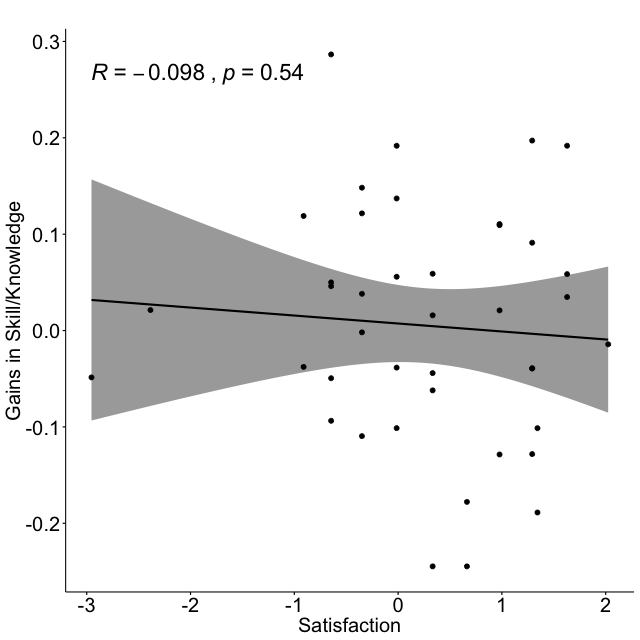 R = −0.098 , p = 0.54
0.3
0.2
0.1
0.0
-0.1
-0.2
Gains in Skill/Knowledge
-3 -2 -1 0 1 2
Satisfaction